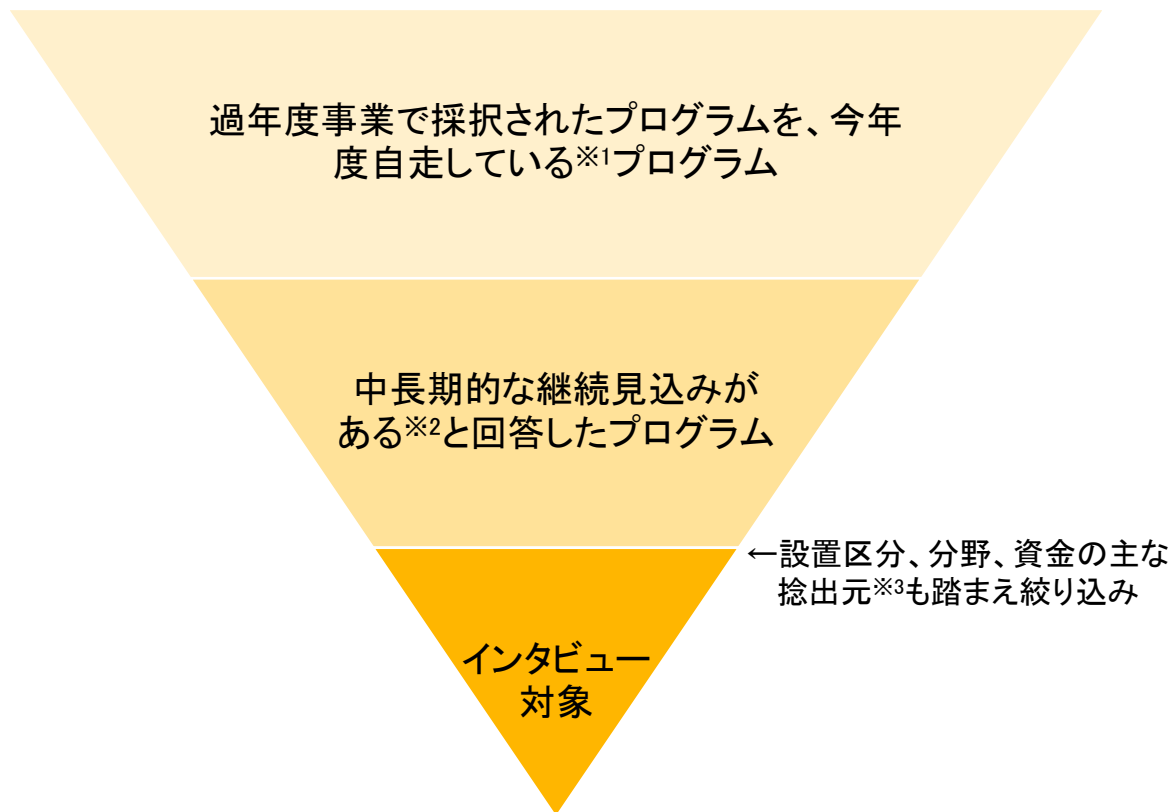 過年度事業で採択されたプログラムを、今年
度自走している※1プログラム
中長期的な継続見込みが
ある※2と回答したプログラム
←設置区分、分野、資金の主な
捻出元※3も踏まえ絞り込み
インタビュー
対象